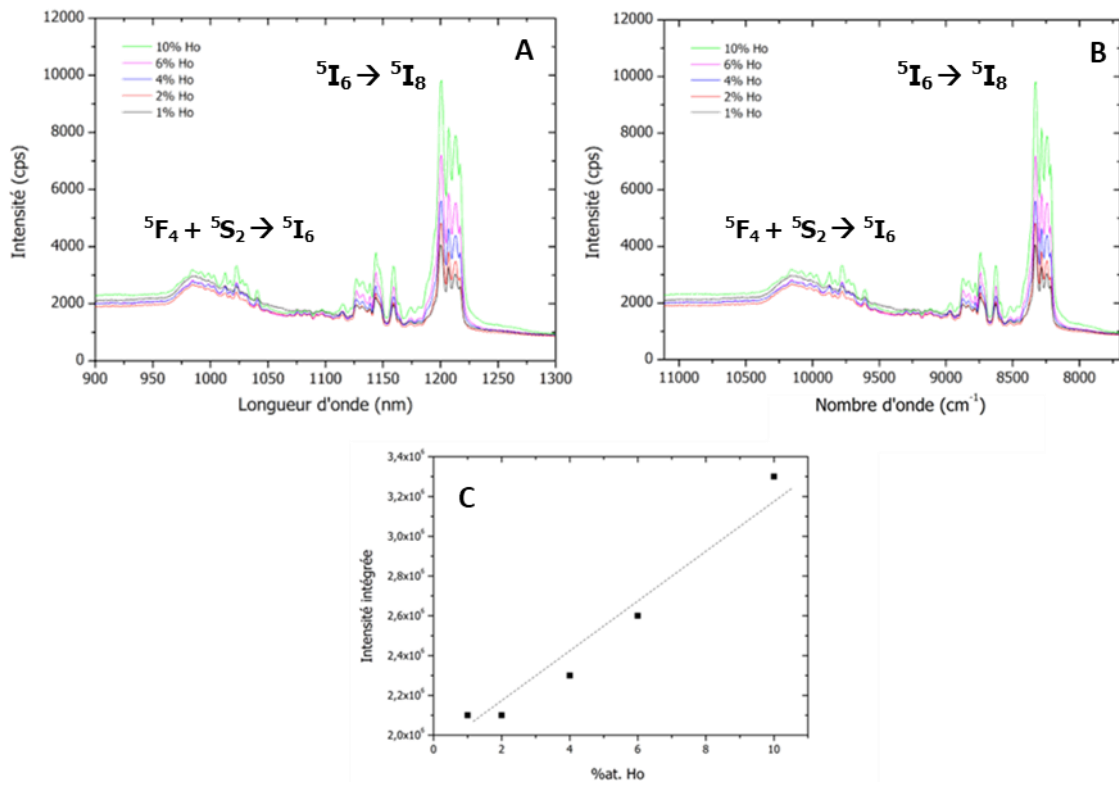 A
12000
10000
8000
6000
4000
2000
0
Intensité (cps)
10% Ho
6% Ho
4% Ho
2% Ho
1% Ho
⁵I₆ → ⁵I₈
⁵F₄ + ⁵S₂ → ⁵I₆
900 950 1000 1050 1100 1150 1200 1250 1300
Longueur d'onde (nm)
B
12000
10000
8000
6000
4000
2000
0
Intensité (cps)
10% Ho
6% Ho
4% Ho
2% Ho
1% Ho
⁵I₆ → ⁵I₈
⁵F₄ + ⁵S₂ → ⁵I₆
11000 10500 10000 9500 9000 8500 8000
Nombre d'onde (cm⁻¹)
C
3,4x10⁶
3,2x10⁶
3,0x10⁶
2,8x10⁶
2,6x10⁶
2,4x10⁶
2,2x10⁶
2,0x10⁶
Intensité intégrée
0 2 4 6 8 10
%at. Ho